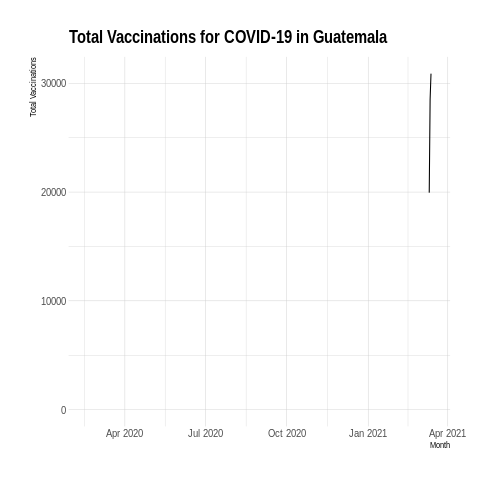 Total Vaccinations for COVID-19 in Guatemala
Total Vaccinations
30000
20000
10000
0
Apr 2020 Jul 2020 Oct 2020 Jan 2021 Apr 2021
Month